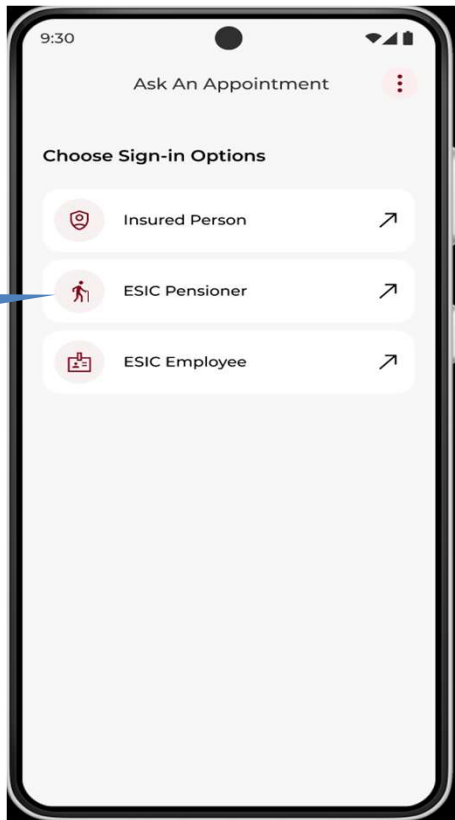 9:30
Ask An Appointment
Choose Sign-in Options
Insured Person
ESIC Pensioner
ESIC Employee